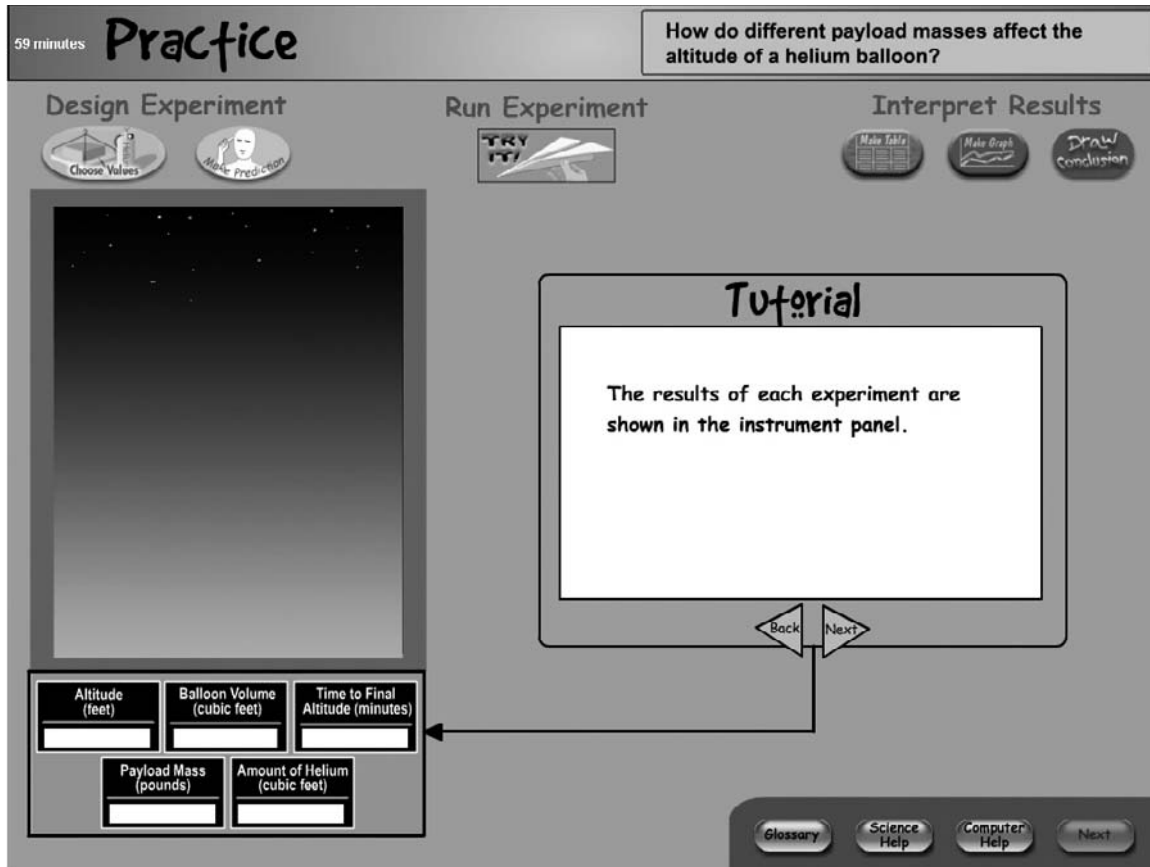 59 minutes
Practice
How do different payload masses affect the
altitude of a helium balloon?
Design Experiment
Run Experiment
Interpret Results
Choose Values
Make Prediction
TRY
IT!
Make Table
Make Graph
Draw
Conclusion
Tutorial
The results of each experiment are
shown in the instrument panel.
Back
Next
Altitude
(feet)
Balloon Volume
(cubic feet)
Time to Final
Altitude (minutes)
Payload Mass
(pounds)
Amount of Helium
(cubic feet)
Glossary
Science
Help
Computer
Help
Next